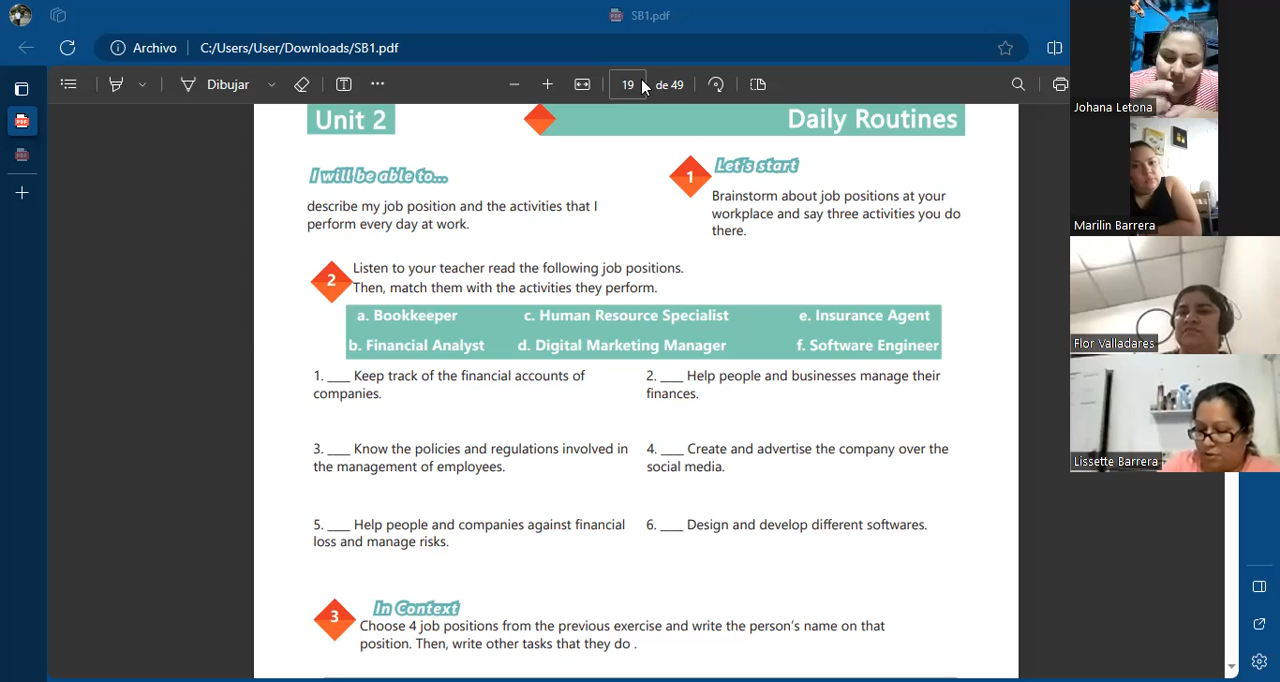 SB1.pdf
Archivo
C:/Users/User/Downloads/SB1.pdf
Dibujar
19
de 49
Unit 2
Daily Routines
I will be able to...
describe my job position and the activities that I
perform every day at work.
1
Let's start
Brainstorm about job positions at your
workplace and say three activities you do
there.
2
Listen to your teacher read the following job positions.
Then, match them with the activities they perform.
a. Bookkeeper
c. Human Resource Specialist
e. Insurance Agent
b. Financial Analyst
d. Digital Marketing Manager
f. Software Engineer
1. ___ Keep track of the financial accounts of
companies.
2. ___ Help people and businesses manage their
finances.
3. ___ Know the policies and regulations involved in
the management of employees.
4. ___ Create and advertise the company over the
social media.
5. ___ Help people and companies against financial
loss and manage risks.
6. ___ Design and develop different softwares.
3
In Context
Choose 4 job positions from the previous exercise and write the person's name on that
position. Then, write other tasks that they do .
Johana Letona
Marilin Barrera
Flor Valladares
Lissette Barrera